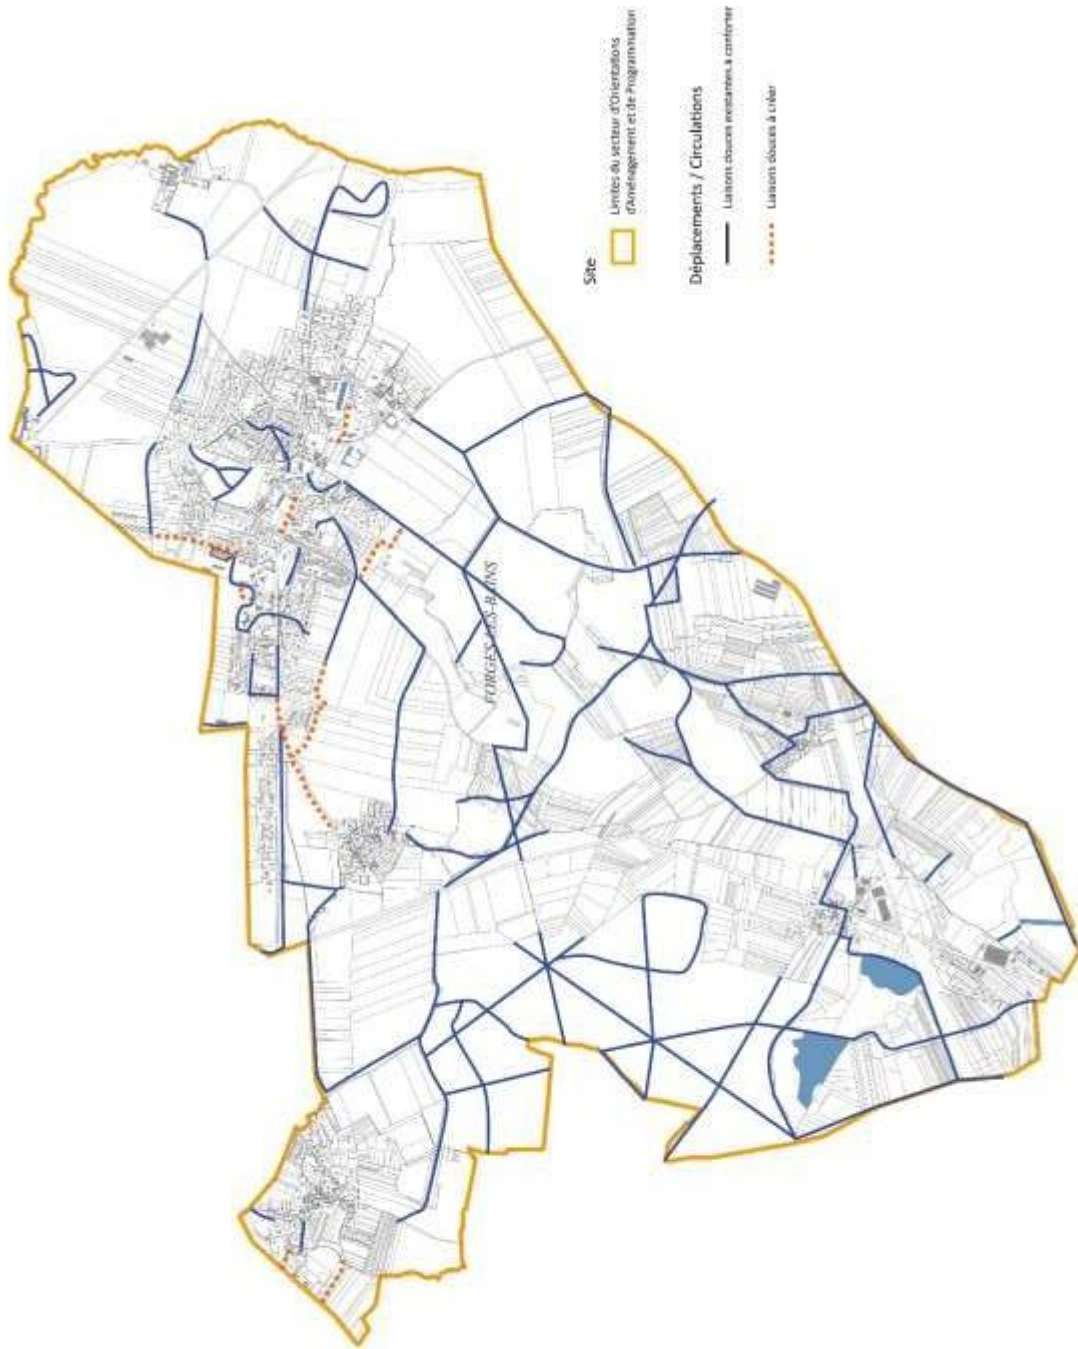 Site
Limites du secteur d'Orientations
d'Aménagement et de Programmation
Déplacements / Circulations
Liaisons douces existantes à conforter
Liaisons douces à créer
FORGES-LES-BAINS